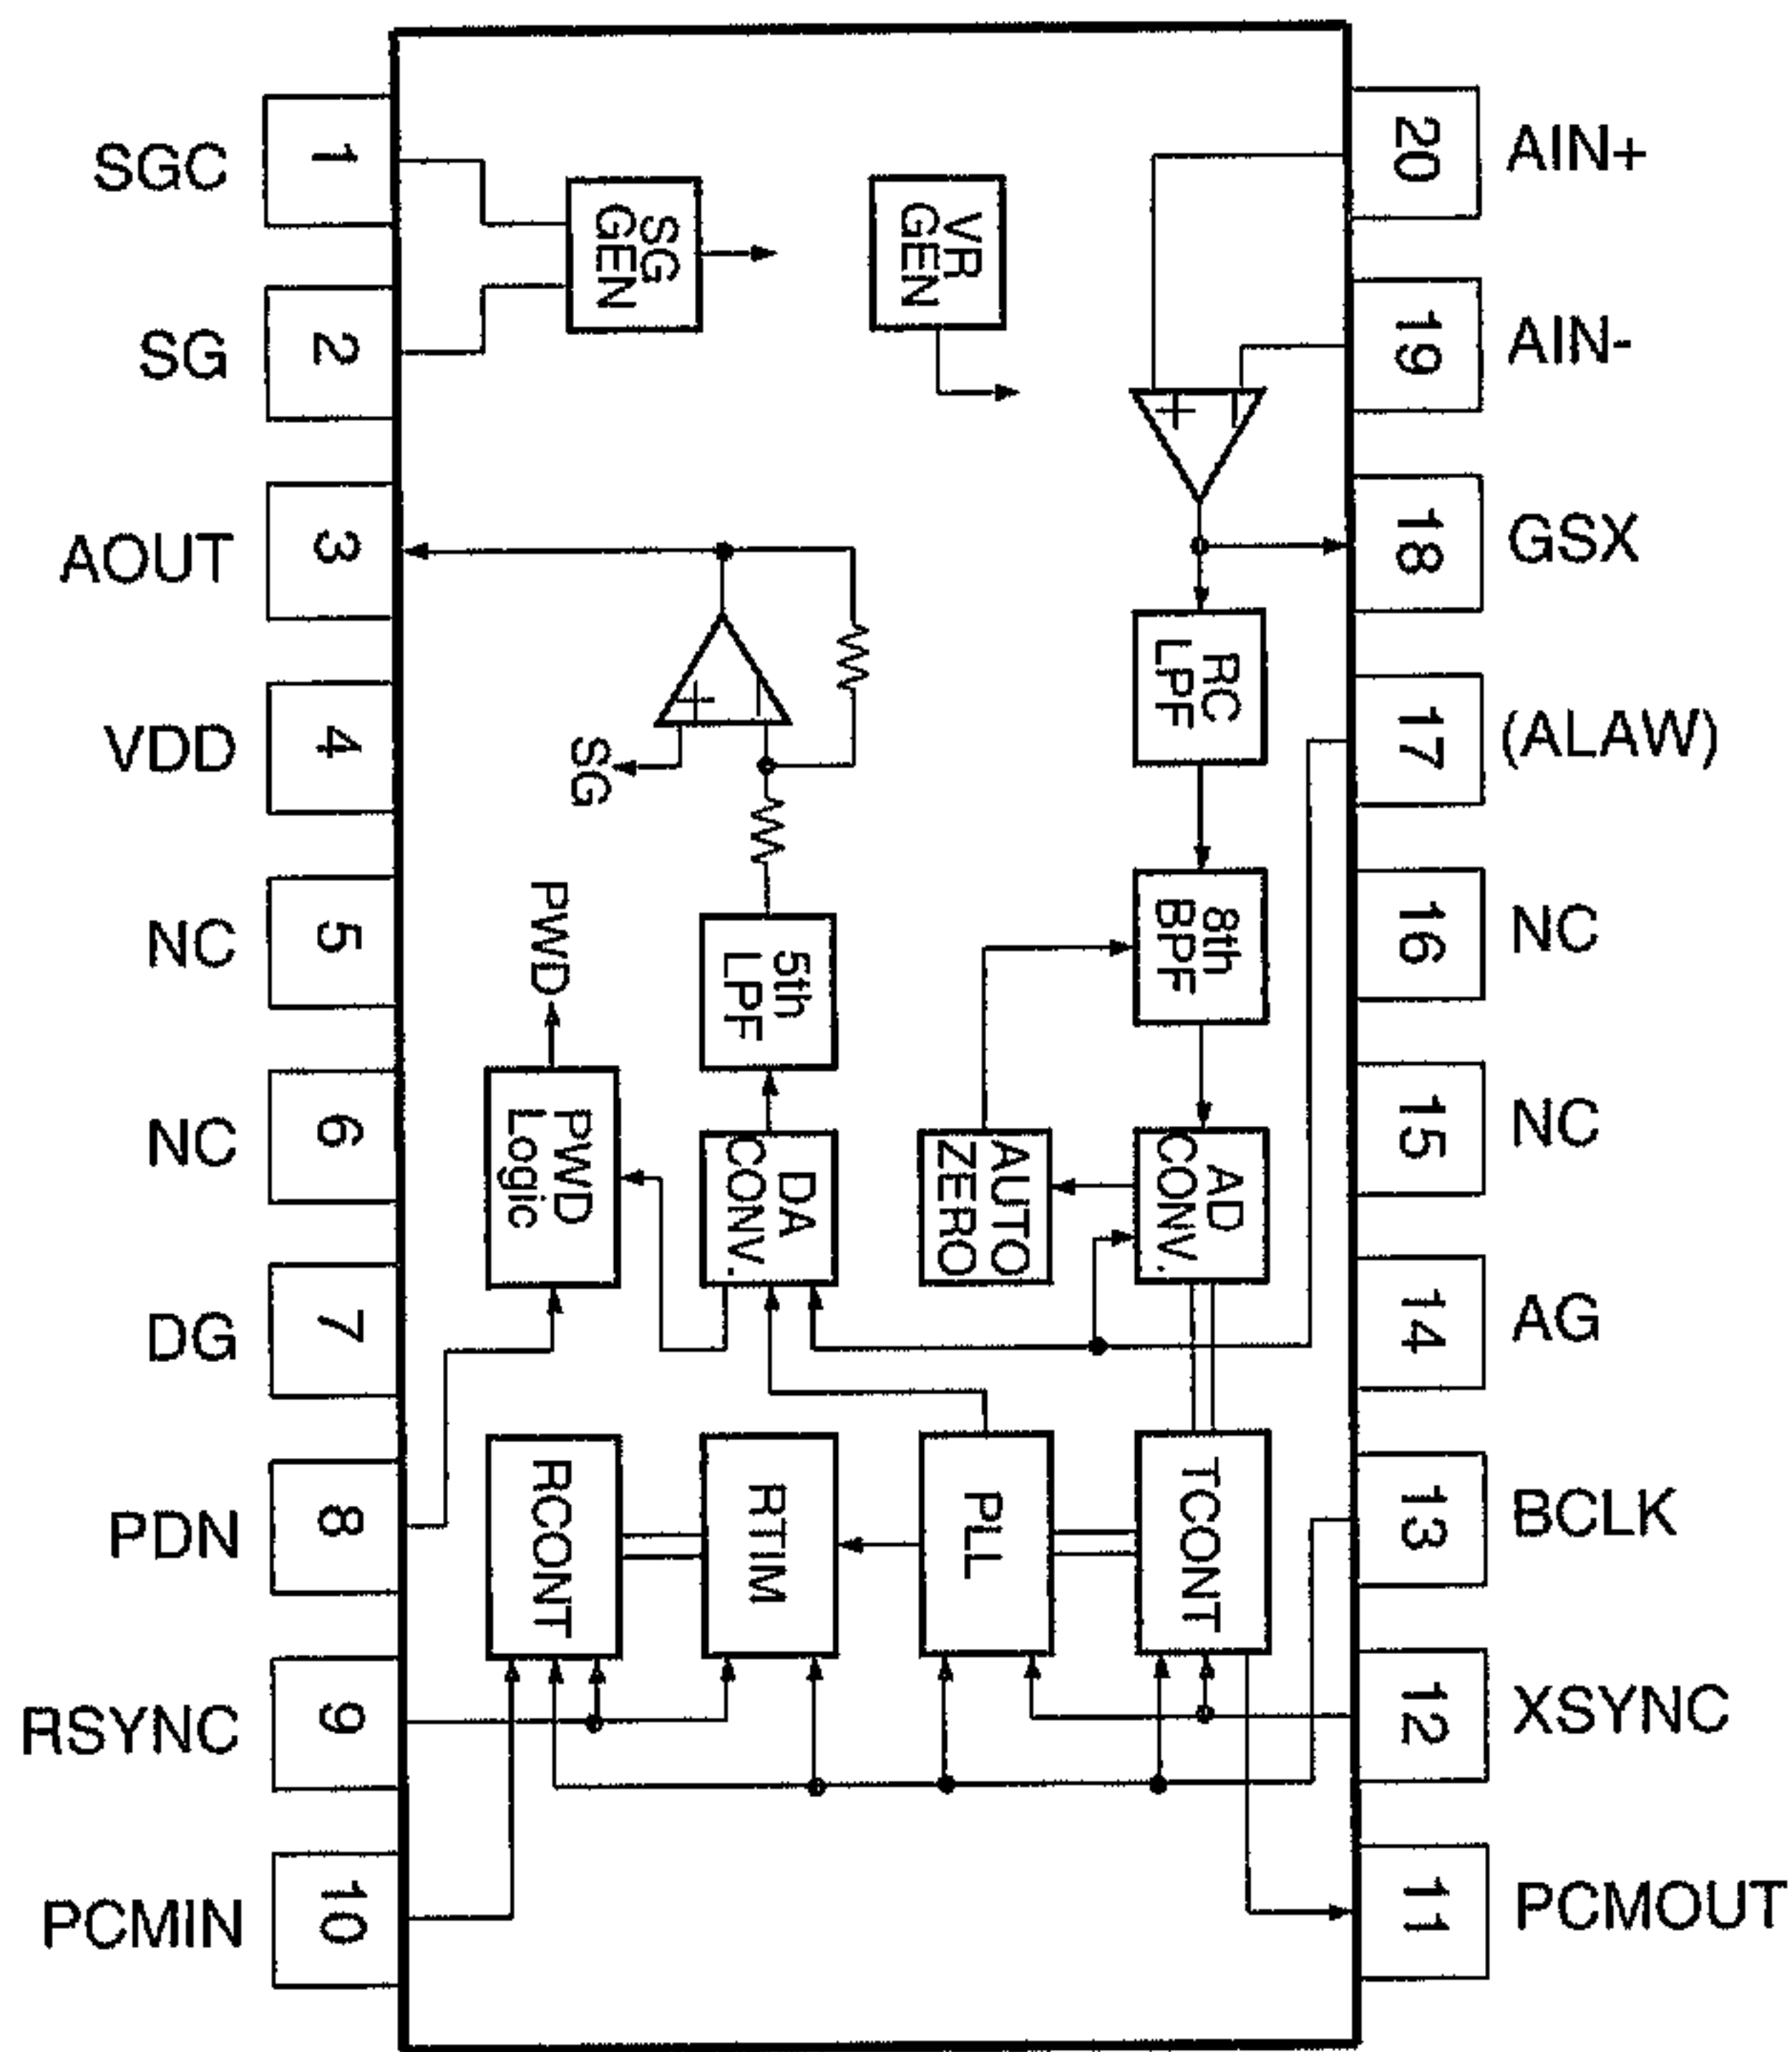 SGC
1
SG
2
AOUT
3
VDD
4
NC
5
NC
6
DG
7
PDN
8
RSYNC
9
PCMIN
10
20
AIN+
19
AIN-
18
GSX
17
(ALAW)
16
NC
15
NC
14
AG
13
BCLK
12
XSYNC
11
PCMOUT
SG
GEN
VR
GEN
+
−
RC
LPF
+
−
SG
8th
BPF
5th
LPF
PWD
PWD
Logic
DA
CONV.
AUTO
ZERO
AD
CONV.
RCONT
RTIM
PLL
TCONT